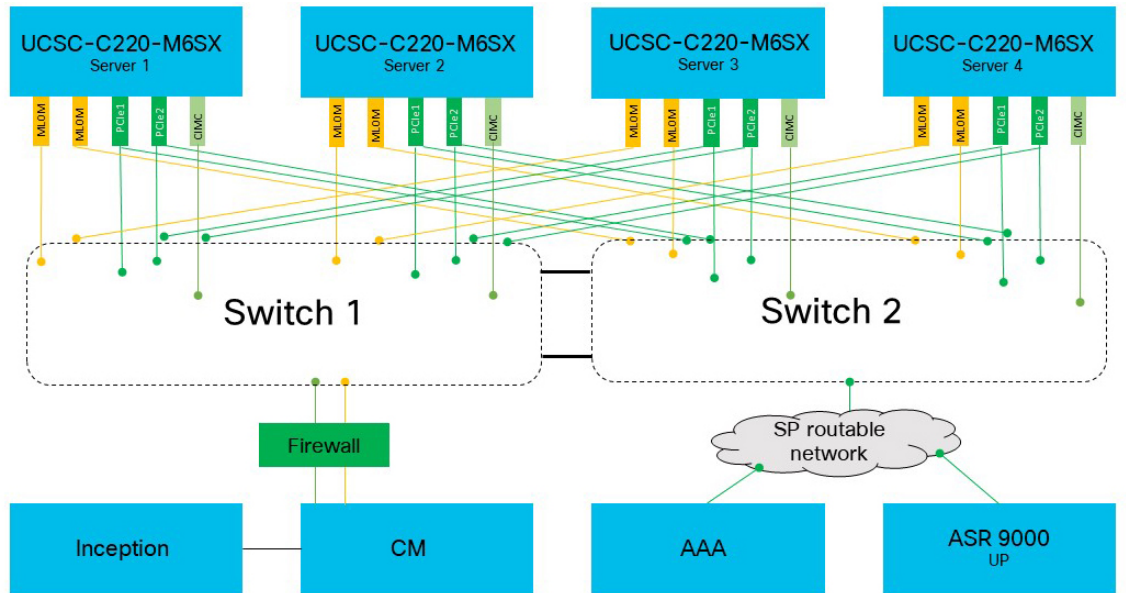 UCSC-C220-M6SX
Server 1
UCSC-C220-M6SX
Server 2
UCSC-C220-M6SX
Server 3
UCSC-C220-M6SX
Server 4
MLOM
MLOM
PCIe1
PCIe2
CIMC
MLOM
MLOM
PCIe1
PCIe2
CIMC
MLOM
MLOM
PCIe1
PCIe2
CIMC
MLOM
MLOM
PCIe1
PCIe2
CIMC
Switch 1
Switch 2
Firewall
SP routable
network
Inception
CM
AAA
ASR 9000
UP